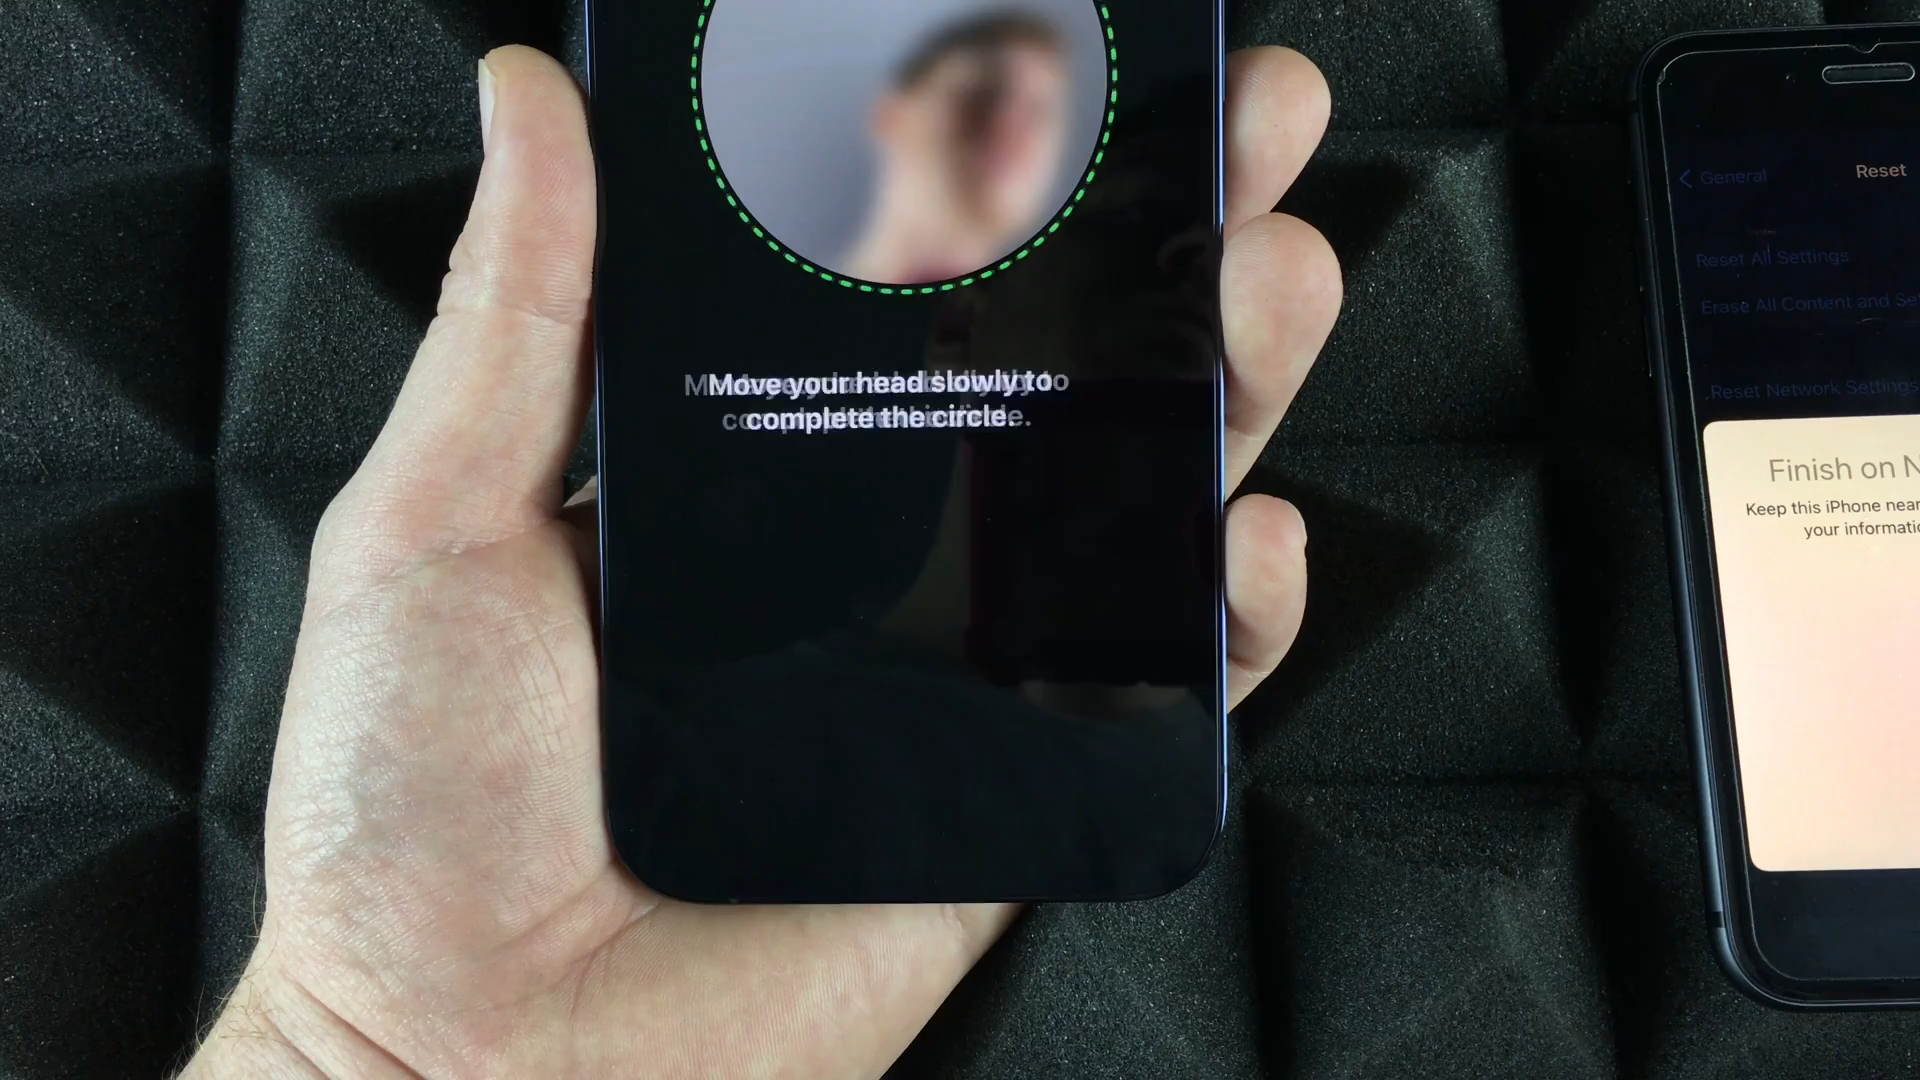 Move your head slowly to
complete the circle.
General
Reset
Reset All Settings
Erase All Content and Se
Reset Network Settings
Finish on N
Keep this iPhone near
your informatio